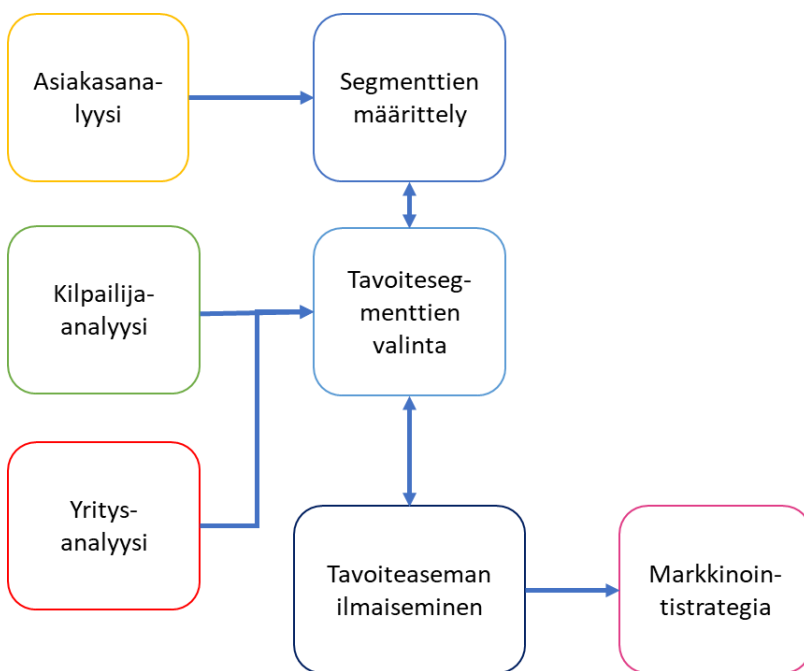 Asiakasana-
lyysi
Segmenttien
määrittely
Kilpailija-
analyysi
Tavoiteseg-
menttien
valinta
Yritys-
analyysi
Tavoiteaseman
ilmaiseminen
Markkinoin-
tistrategia